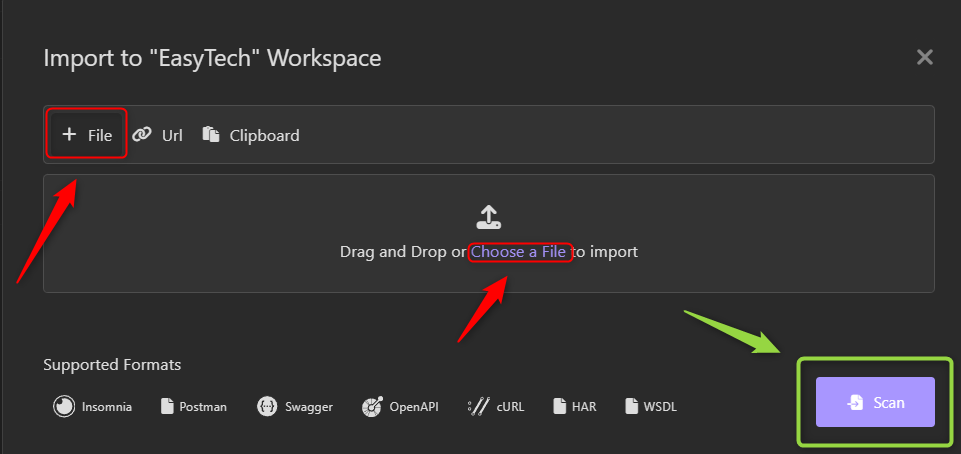 Import to "EasyTech" Workspace
File Url Clipboard
Drag and Drop or Choose a File to import
Supported Formats
Insomnia Postman Swagger OpenAPI cURL HAR WSDL
Scan